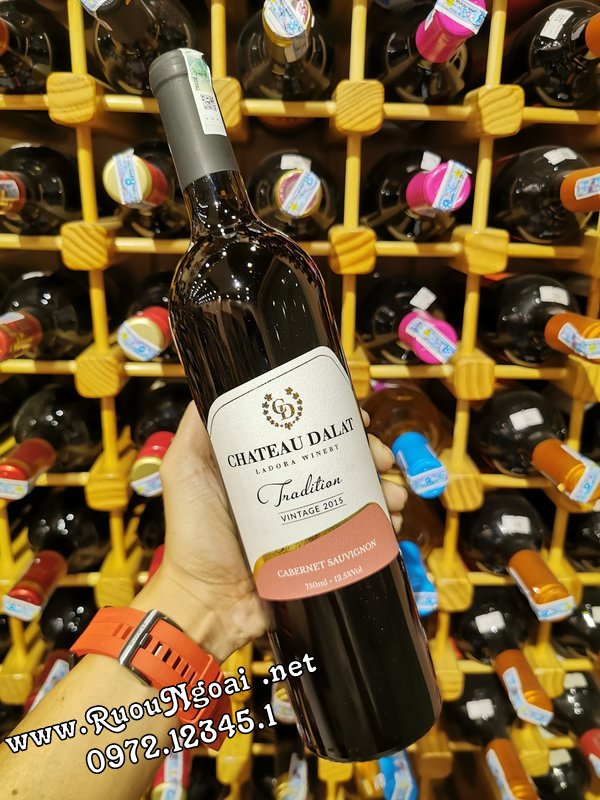 CD
CHATEAU DALAT
LADORA WINERY
Tradition
VINTAGE 2015
CABERNET SAUVIGNON
750ml - 12.5%Vol
www.RuouNgoai .net
0972.12345.1